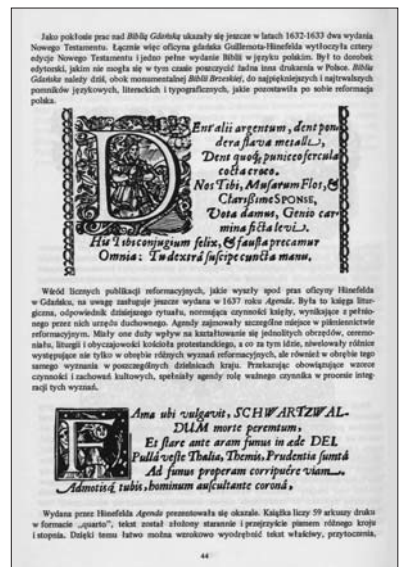 Jako pokłosie prac nad Biblią Gdańską ukazały się jeszcze w latach 1632-1633 dwa wydania
Nowego Testamentu. Łącznie więc oficyna gdańska Guillemota-Hünefelda wytłoczyła cztery
edycje Nowego Testamentu i jedno pełne wydanie Biblii w języku polskim. Był to dorobek
edytorski, jakim nie mogła się w tym czasie poszczycić żadna inna drukarnia w Polsce. Biblia
Gdańska należy dziś, obok monumentalnej Biblii Brzeskiej, do najpiękniejszych i najtrwalszych
pomników językowych, literackich i typograficznych, jakie pozostawiła po sobie reformacja
polska.
DEnt alii argentum, dent pon-
dera flava metalli,
Dent quoq; puniceo fercula
cocta croco.
Nos Tibi, Musarum Flos, &
Clarissime SPONSE,
Vota damus, Genio car-
mina ficta levi.
His Tibi conjugium felix, & fausta precamur
Omnia: Tu dextrâ suscipe cuncta manu.
Wśród licznych publikacji reformacyjnych, jakie wyszły spod pras oficyny Hünefelda
w Gdańsku, na uwagę zasługuje jeszcze wydana w 1637 roku Agenda. Była to księga litur-
giczna, odpowiednik dzisiejszego rytuału, normująca czynności księży, wynikające z pełnio-
nego przez nich urzędu duchownego. Agendy zajmowały szczególne miejsce w piśmiennictwie
reformacyjnym. Miały one duży wpływ na kształtowanie się jednolitych obrzędów, ceremo-
niału, liturgii i obyczajowości kościoła protestanckiego, a co za tym idzie, niwelowały różnice
występujące nie tylko w obrębie różnych wyznań reformacyjnych, ale również w obrębie tego
samego wyznania w poszczególnych dzielnicach kraju. Przekazując obowiązujące wzorce
czynności i zachowań kultowych, spełniały agendy rolę ważnego czynnika w procesie integ-
racji tych wyznań.
FAma ubi vulgavit, SCHWARTZWAL-
DUM morte peremtum,
Et stare ante aram funus in æde DEI,
Pullâ veste Thalia, Themis, Prudentia sumtâ
Ad funus properam corripuére viam.
Admotisq; tubis, hominum auscultante coronâ,
Wydana przez Hünefelda Agenda prezentowała się okazale. Książka liczy 59 arkuszy druku
w formacie „quarto”, tekst został złożony starannie i przejrzyście pismem różnego kroju
i stopnia. Dzięki temu łatwo można wzrokowo wyodrębnić tekst właściwy, przytoczenia,
44